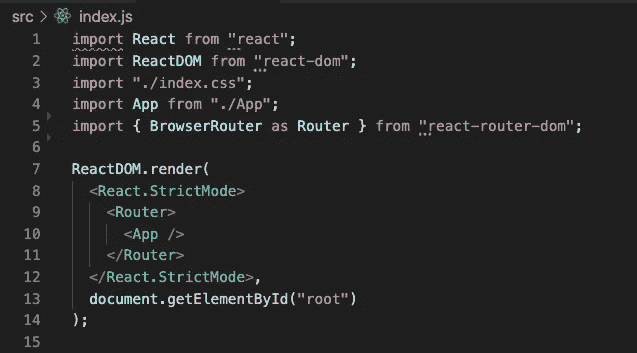 src > index.js
1 import React from "react";
2 import ReactDOM from "react-dom";
3 import "./index.css";
4 import App from "./App";
5 import { BrowserRouter as Router } from "react-router-dom";
6
7 ReactDOM.render(
8   <React.StrictMode>
9     <Router>
10       <App />
11     </Router>
12   </React.StrictMode>,
13   document.getElementById("root")
14 );
15